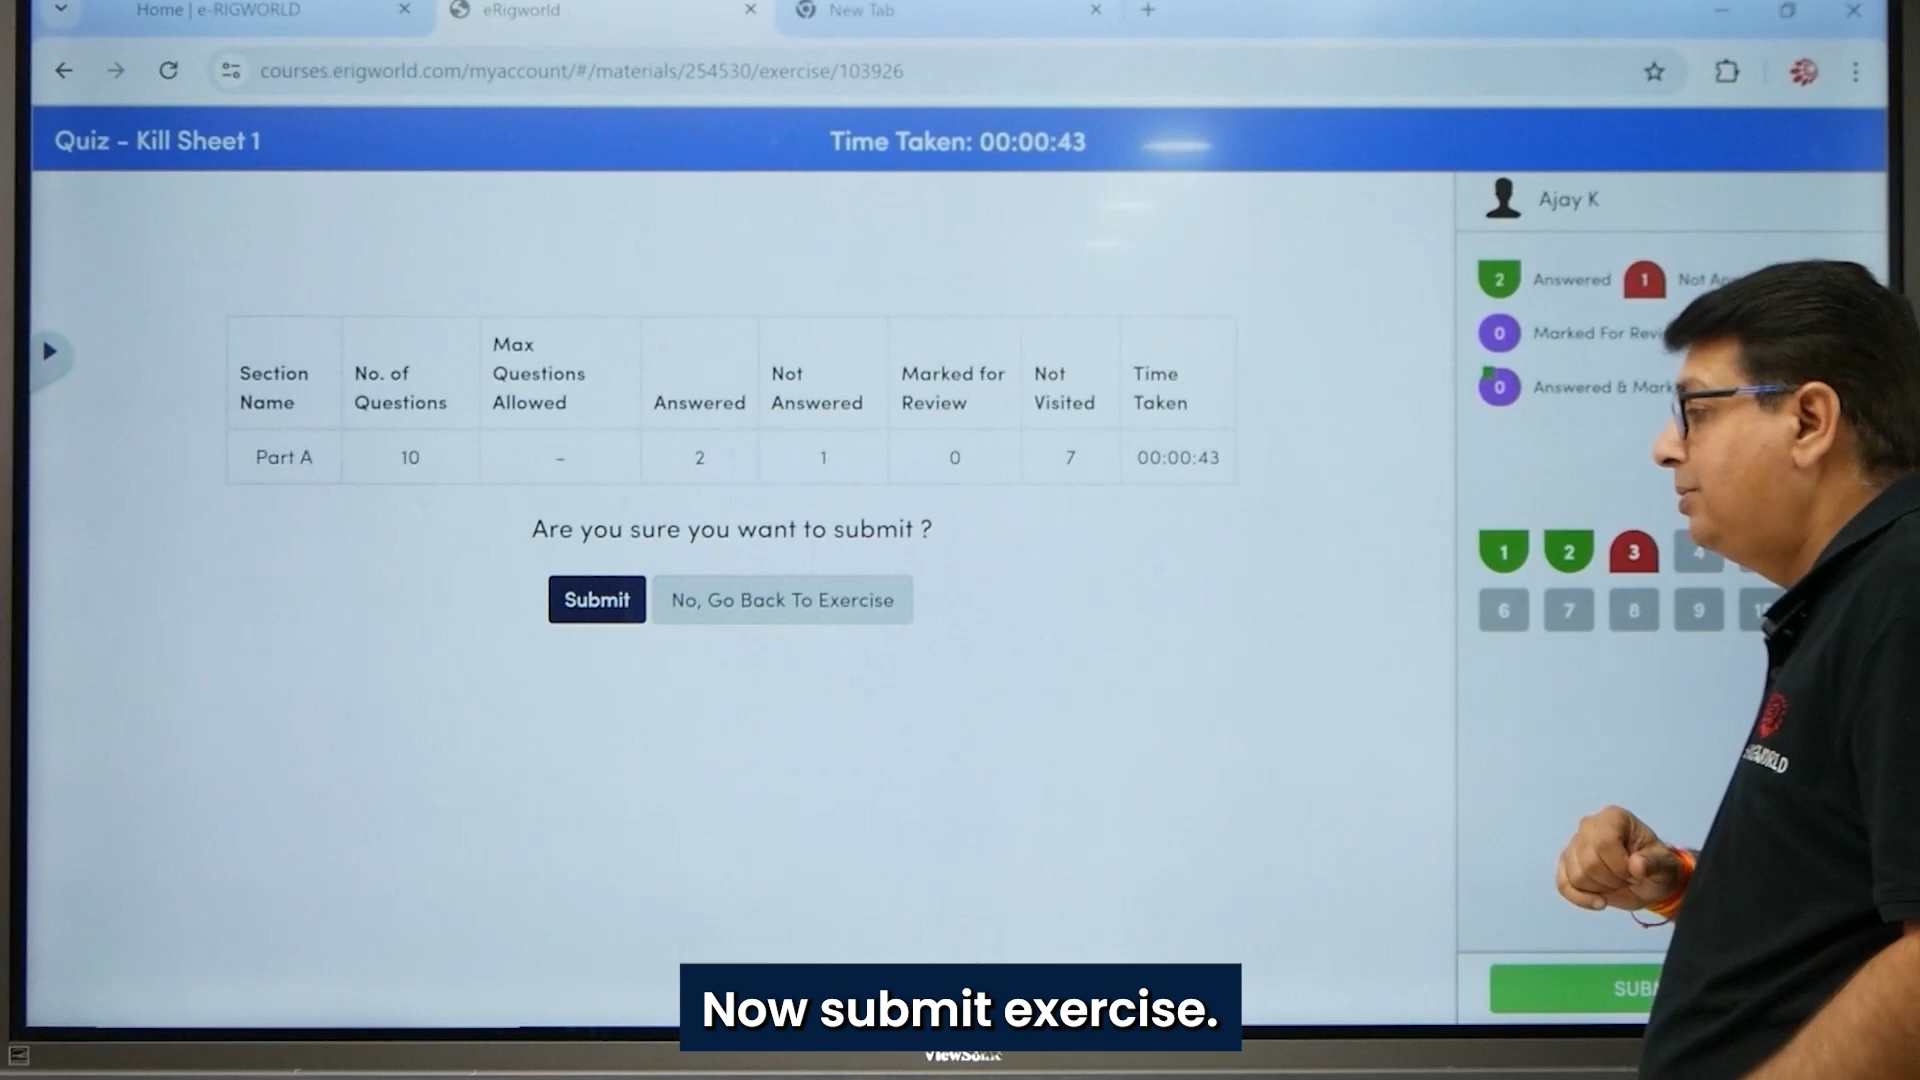 Home | e-RIGWORLD
eRigworld
New Tab
courses.erigworld.com/myaccount/#/materials/254530/exercise/103926
Quiz - Kill Sheet 1
Time Taken: 00:00:43
Ajay K
2 Answered 1 Not
0 Marked For
0 Answered &
Section Name
No. of Questions
Max Questions Allowed
Answered
Not Answered
Marked for Review
Not Visited
Time Taken
Part A 10 - 2 1 0 7 00:00:43
Are you sure you want to submit ?
Submit
No, Go Back To Exercise
1 2 3 4
6 7 8 9
Now submit exercise.
ViewSonic